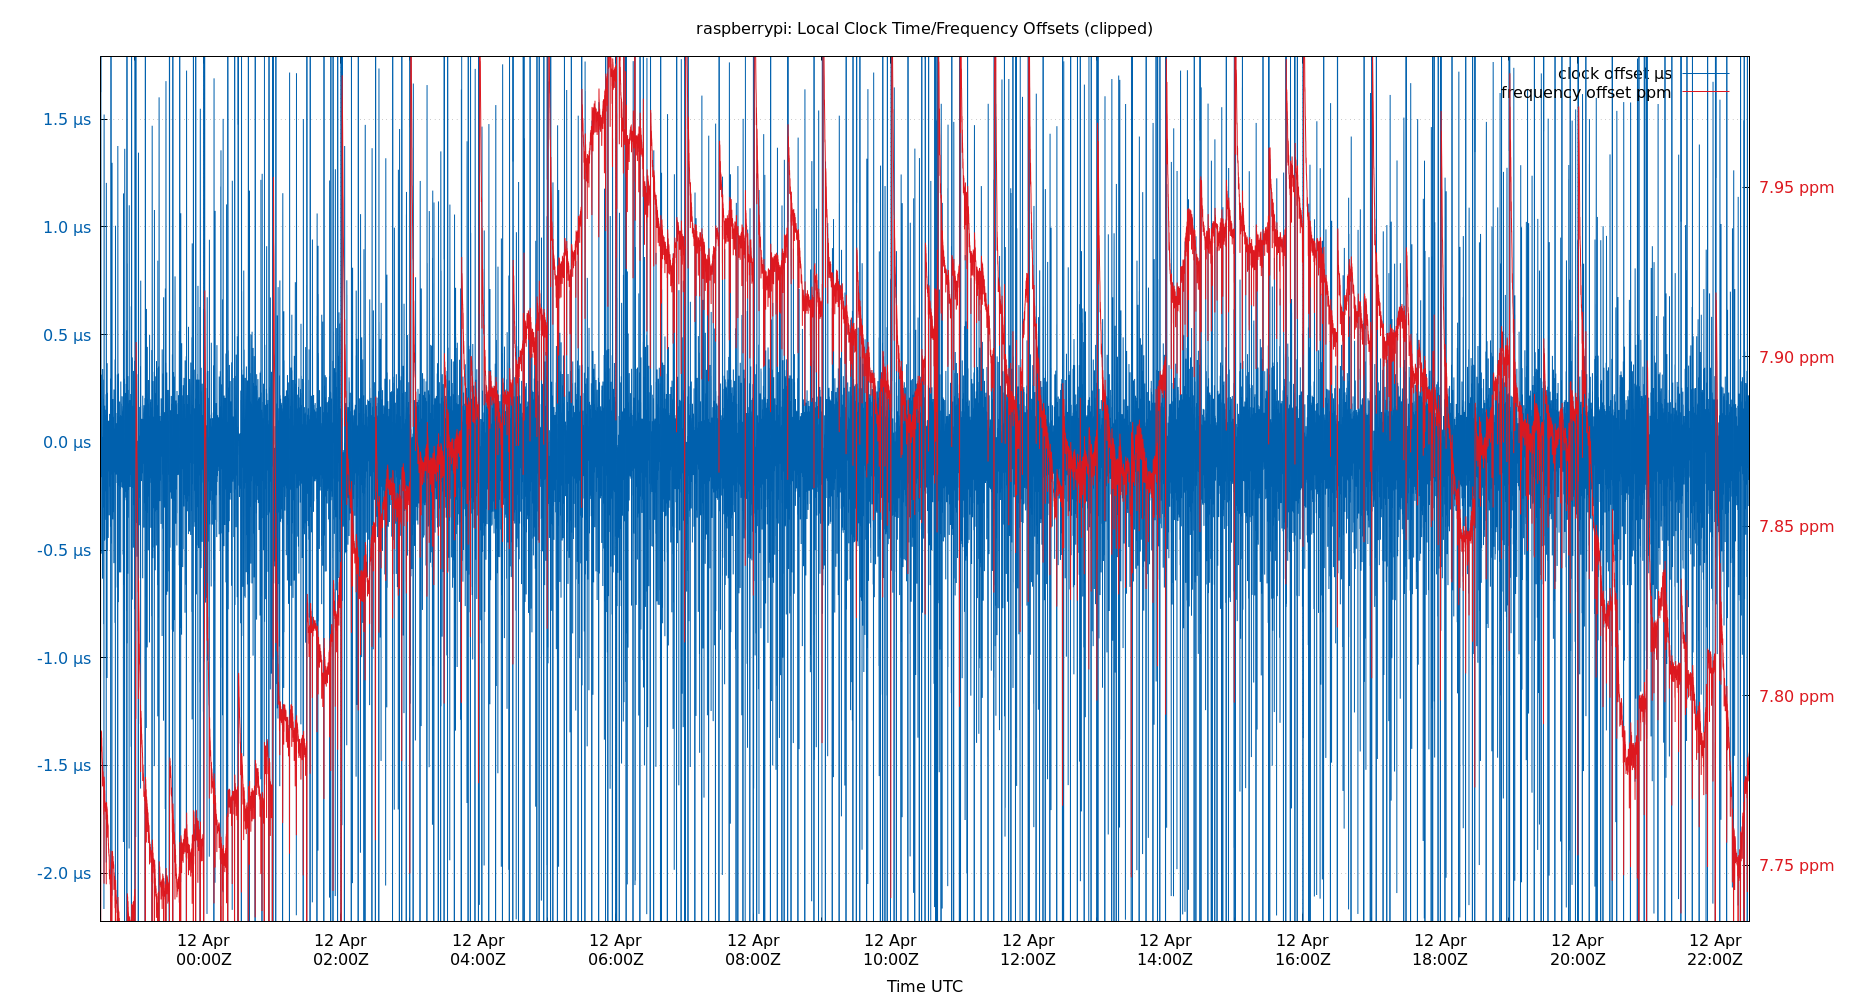 raspberrypi: Local Clock Time/Frequency Offsets (clipped)
clock offset µs
frequency offset ppm
1.5 µs
1.0 µs
0.5 µs
0.0 µs
-0.5 µs
-1.0 µs
-1.5 µs
-2.0 µs
7.95 ppm
7.90 ppm
7.85 ppm
7.80 ppm
7.75 ppm
12 Apr 12 Apr 12 Apr 12 Apr 12 Apr 12 Apr 12 Apr 12 Apr 12 Apr 12 Apr 12 Apr 12 Apr
00:00Z 02:00Z 04:00Z 06:00Z 08:00Z 10:00Z 12:00Z 14:00Z 16:00Z 18:00Z 20:00Z 22:00Z
Time UTC